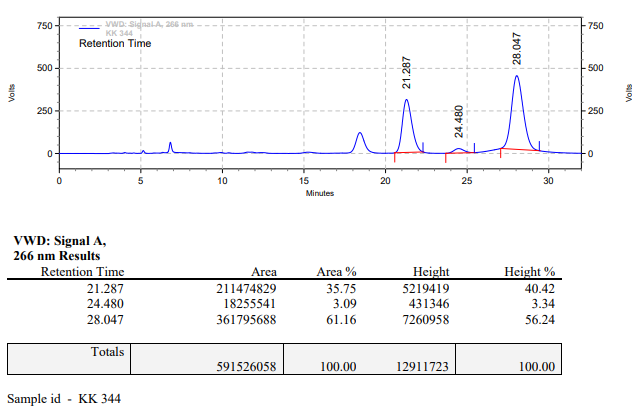 VWD: Signal A, 266 nm
KK 344
Retention Time
750
500
250
0
Volts
21.287
24.480
28.047
750
500
250
0
Volts
0 5 10 15 20 25 30
Minutes
VWD: Signal A,
266 nm Results
Retention Time Area Area % Height Height %
21.287 211474829 35.75 5219419 40.42
24.480 18255541 3.09 431346 3.34
28.047 361795688 61.16 7260958 56.24
Totals
591526058 100.00 12911723 100.00
Sample id - KK 344